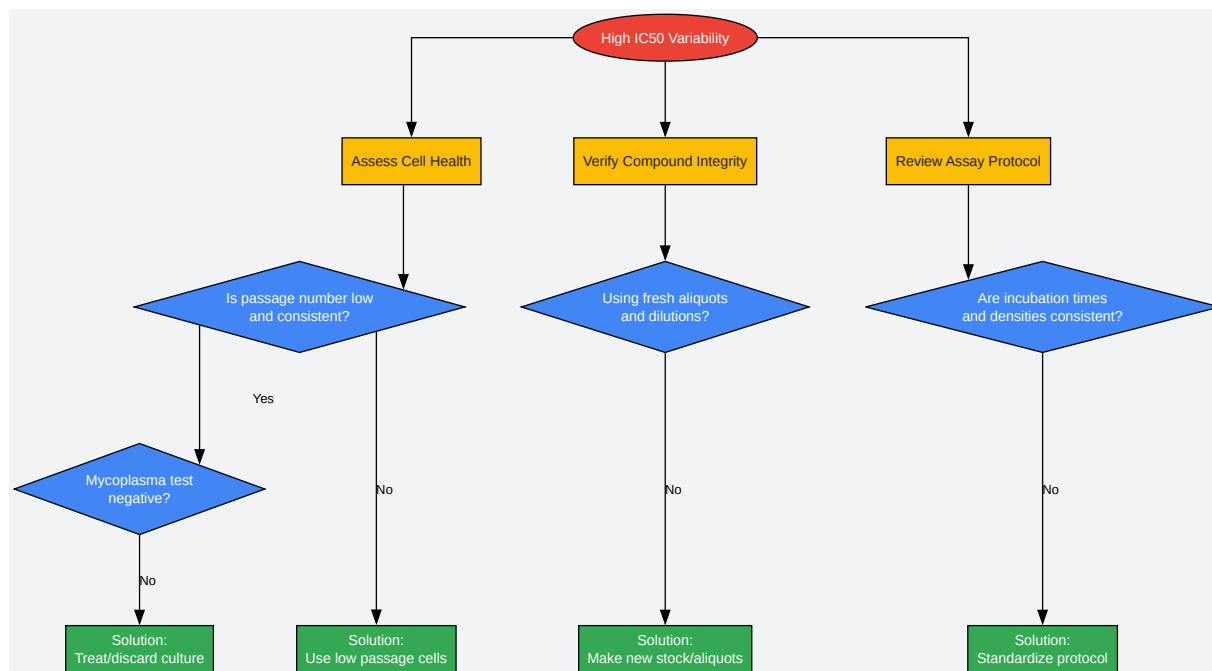 High IC50 Variability
Assess Cell Health
Verify Compound Integrity
Review Assay Protocol
Is passage number low
and consistent?
Using fresh aliquots
and dilutions?
Are incubation times
and densities consistent?
Yes
Mycoplasma test
negative?
No
No
No
No
Solution:
Treat/discard culture
Solution:
Use low passage cells
Solution:
Make new stock/aliquots
Solution:
Standardize protocol